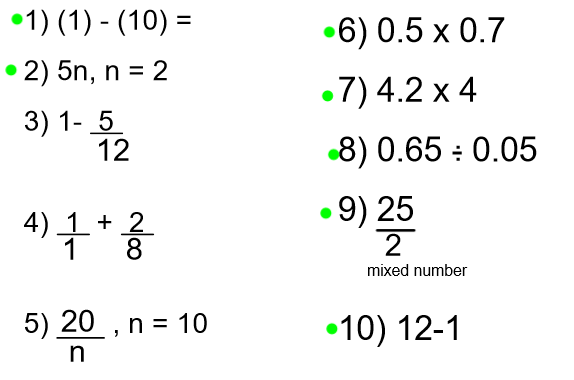 1) (1) - (10) =
2) 5n, n = 2
3) 1- 5/12
4) 1/1 + 2/8
5) 20/n , n = 10
6) 0.5 x 0.7
7) 4.2 x 4
8) 0.65 ÷ 0.05
9) 25/2
mixed number
10) 12-1